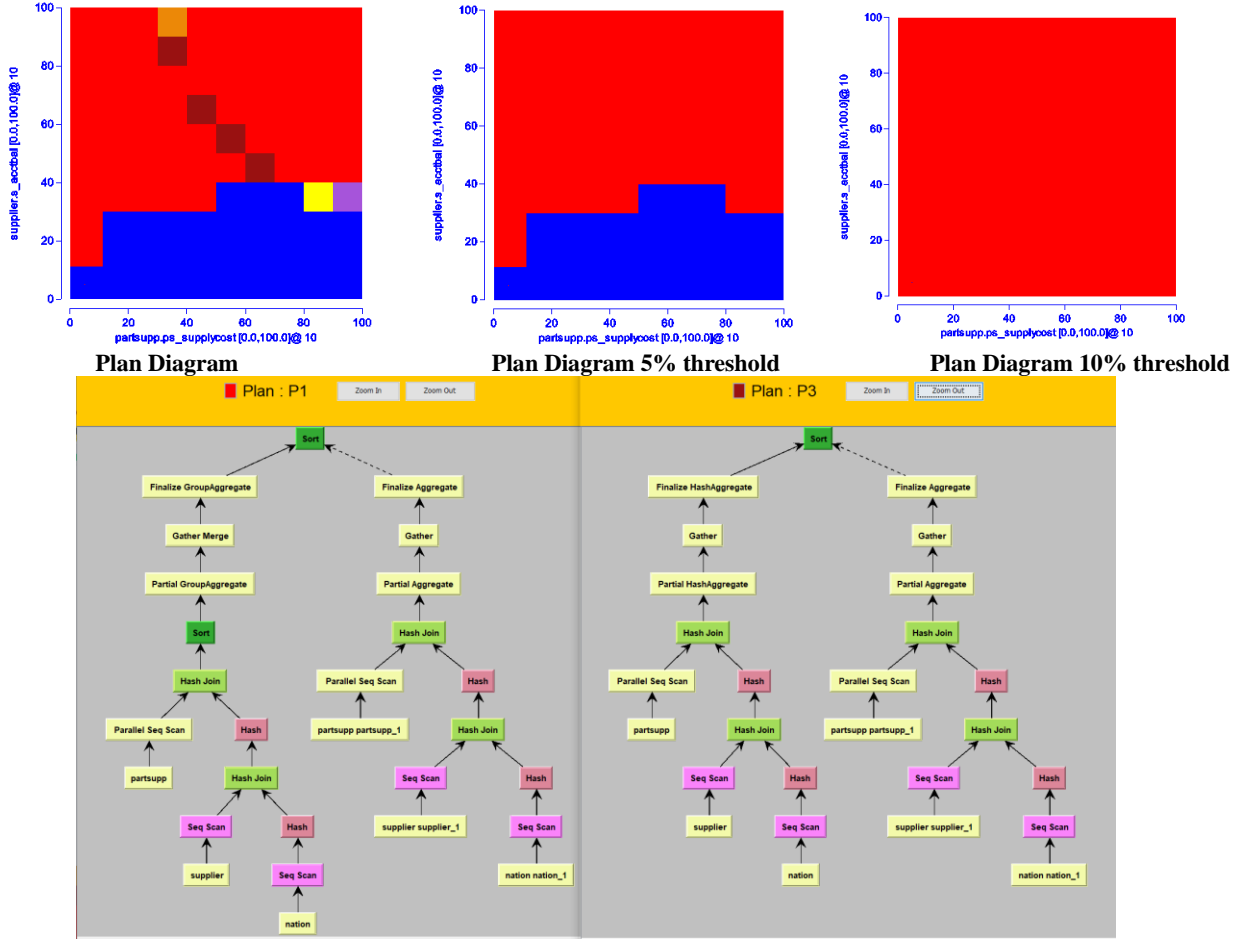 100
80
60
40
20
0
supplier.s_acctbal [0.0,100.0]@ 10
0 20 40 60 80 100
partsupp.ps_supplycost [0.0,100.0]@ 10
Plan Diagram
100
80
60
40
20
0
supplier.s_acctbal [0.0,100.0]@ 10
0 20 40 60 80 100
partsupp.ps_supplycost [0.0,100.0]@ 10
Plan Diagram 5% threshold
100
80
60
40
20
0
supplier.s_acctbal [0.0,100.0]@ 10
0 20 40 60 80 100
partsupp.ps_supplycost [0.0,100.0]@ 10
Plan Diagram 10% threshold
Plan : P1 Zoom In Zoom Out
Sort
Finalize GroupAggregate Finalize Aggregate
Gather Merge Gather
Partial GroupAggregate Partial Aggregate
Sort Hash Join
Hash Join Parallel Seq Scan Hash
Parallel Seq Scan Hash partsupp partsupp_1 Hash Join
partsupp Hash Join Seq Scan Hash
Seq Scan Hash supplier supplier_1 Seq Scan
supplier Seq Scan nation nation_1
nation
Plan : P3 Zoom In Zoom Out
Sort
Finalize HashAggregate Finalize Aggregate
Gather Gather
Partial HashAggregate Partial Aggregate
Hash Join Hash Join
Parallel Seq Scan Hash Parallel Seq Scan Hash
partsupp Hash Join partsupp partsupp_1 Hash Join
Seq Scan Hash Seq Scan Hash
supplier Seq Scan supplier supplier_1 Seq Scan
nation nation nation_1